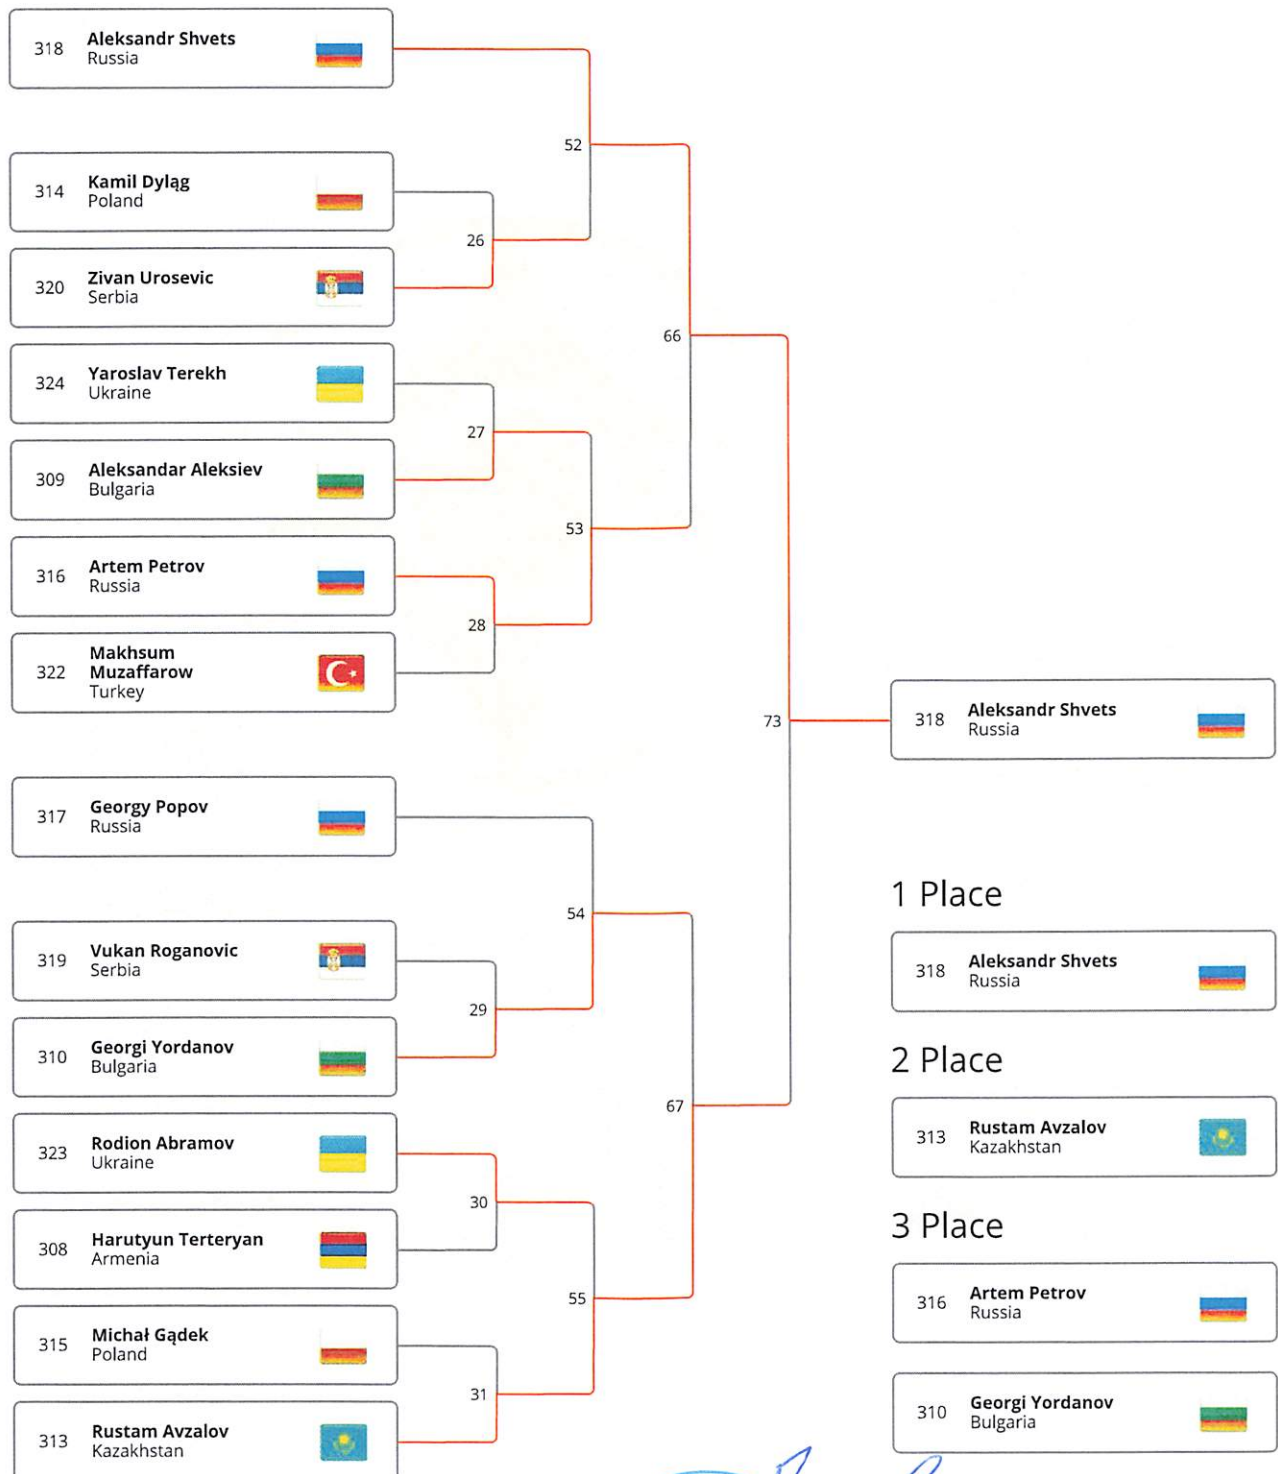 318
Aleksandr Shvets
Russia
52
314
Kamil Dyląg
Poland
26
320
Zivan Urosevic
Serbia
66
324
Yaroslav Terekh
Ukraine
27
309
Aleksandar Aleksiev
Bulgaria
53
316
Artem Petrov
Russia
28
322
Makhsum
Muzaffarow
Turkey
73
318
Aleksandr Shvets
Russia
317
Georgy Popov
Russia
54
319
Vukan Roganovic
Serbia
29
310
Georgi Yordanov
Bulgaria
67
323
Rodion Abramov
Ukraine
30
308
Harutyun Terteryan
Armenia
55
315
Michał Gądek
Poland
31
313
Rustam Avzalov
Kazakhstan
1 Place
318
Aleksandr Shvets
Russia
2 Place
313
Rustam Avzalov
Kazakhstan
3 Place
316
Artem Petrov
Russia
310
Georgi Yordanov
Bulgaria